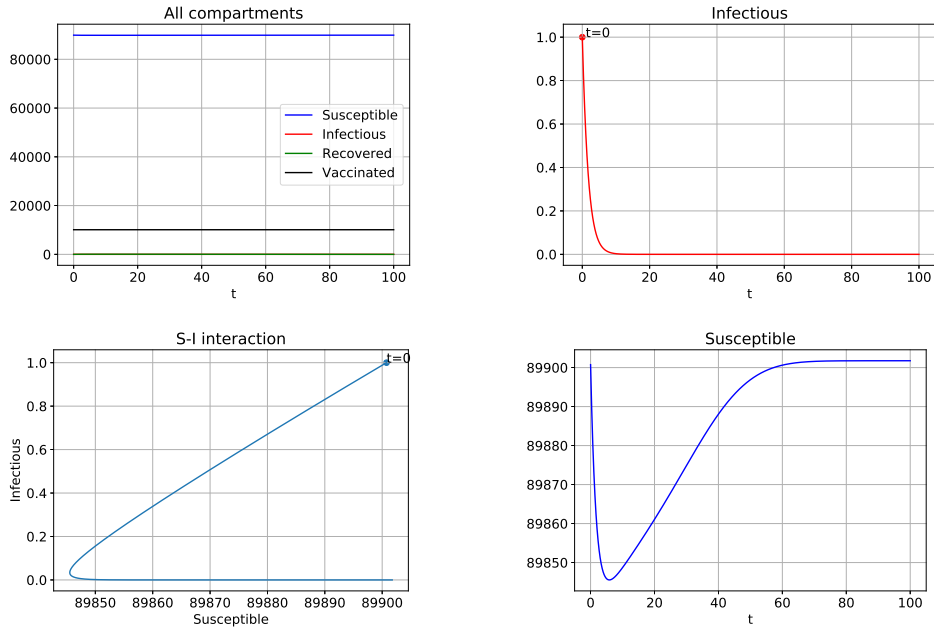 All compartments
80000
60000
40000
20000
0
0 20 40 60 80 100
t
Susceptible
Infectious
Recovered
Vaccinated
Infectious
1.0
0.8
0.6
0.4
0.2
0.0
t=0
0 20 40 60 80 100
t
S-I interaction
Infectious
1.0
0.8
0.6
0.4
0.2
0.0
t=0
89850 89860 89870 89880 89890 89900
Susceptible
Susceptible
89900
89890
89880
89870
89860
89850
0 20 40 60 80 100
t